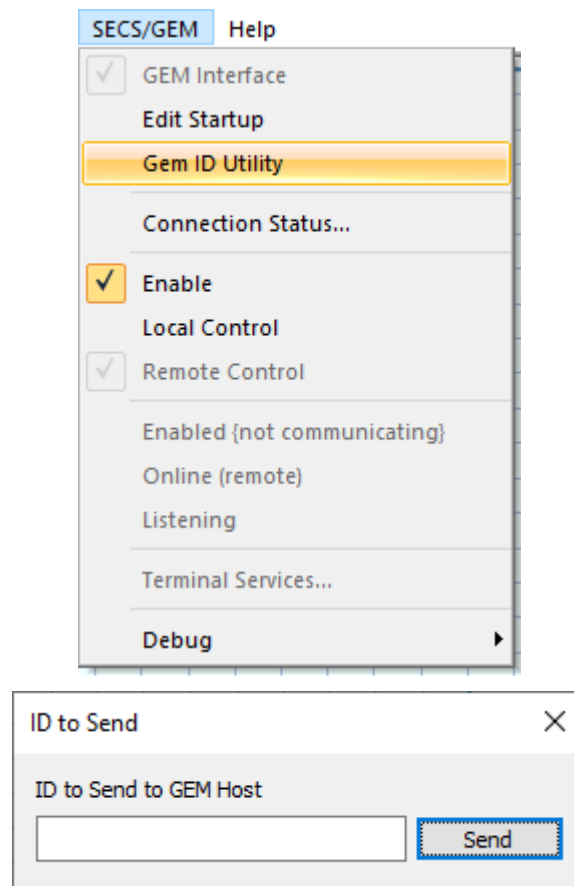 SECS/GEM Help
GEM Interface
Edit Startup
Gem ID Utility
Connection Status...
Enable
Local Control
Remote Control
Enabled {not communicating}
Online (remote)
Listening
Terminal Services...
Debug
ID to Send
ID to Send to GEM Host
Send